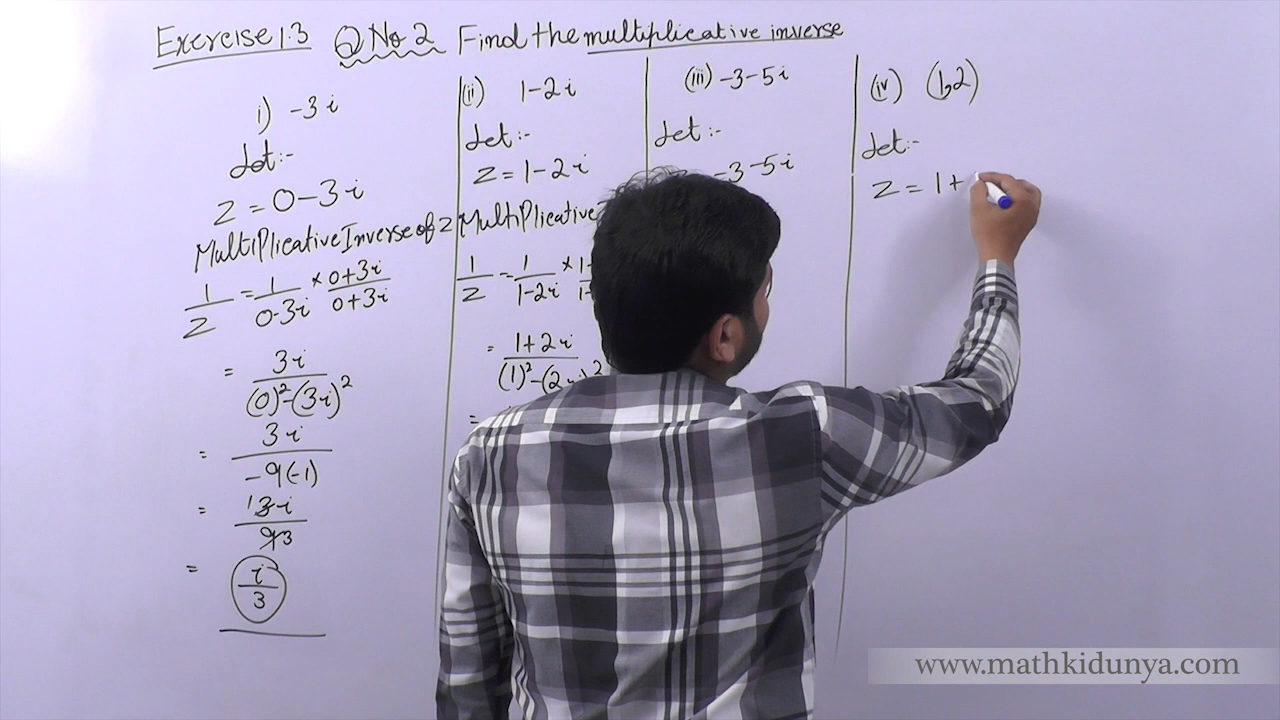 Exercise 1.3 Q No 2 Find the multiplicative inverse
i) -3i
Let:-
z = 0-3i
Multiplicative Inverse of z
1/z = 1/0-3i × 0+3i/0+3i
= 3i/(0)²-(3i)²
= 3i/-9(-1)
= 13i/93
= i/3
(ii) 1-2i
Let:-
z = 1-2i
Multiplicative
1/z = 1/1-2i × 1+
= 1+2i/(1)²-(2i)²
=
(iii) -3-5i
Let:-
-3-5i
(iv) (1,2)
Let:-
z = 1+
www.mathkidunya.com